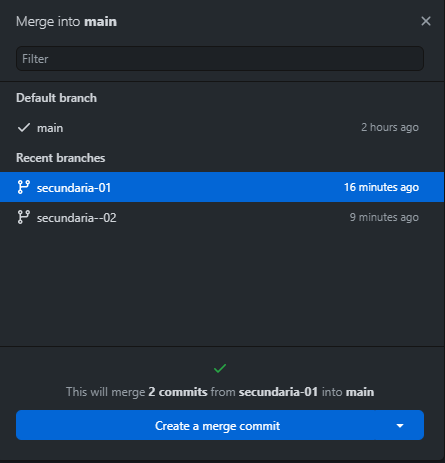 Merge into main
Filter
Default branch
main 2 hours ago
Recent branches
secundaria-01 16 minutes ago
secundaria--02 9 minutes ago
This will merge 2 commits from secundaria-01 into main
Create a merge commit